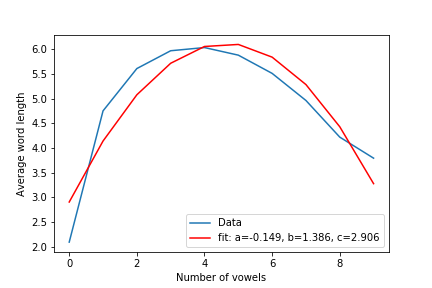 6.0
5.5
5.0
4.5
4.0
3.5
3.0
2.5
2.0
Average word length
Data
fit: a=-0.149, b=1.386, c=2.906
0 2 4 6 8
Number of vowels